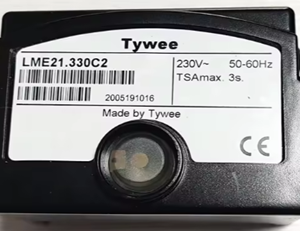 Tywee
LME21.330C2
230V~ 50-60Hz
TSAmax. 3s.
2005191016
Made by Tywee
CE